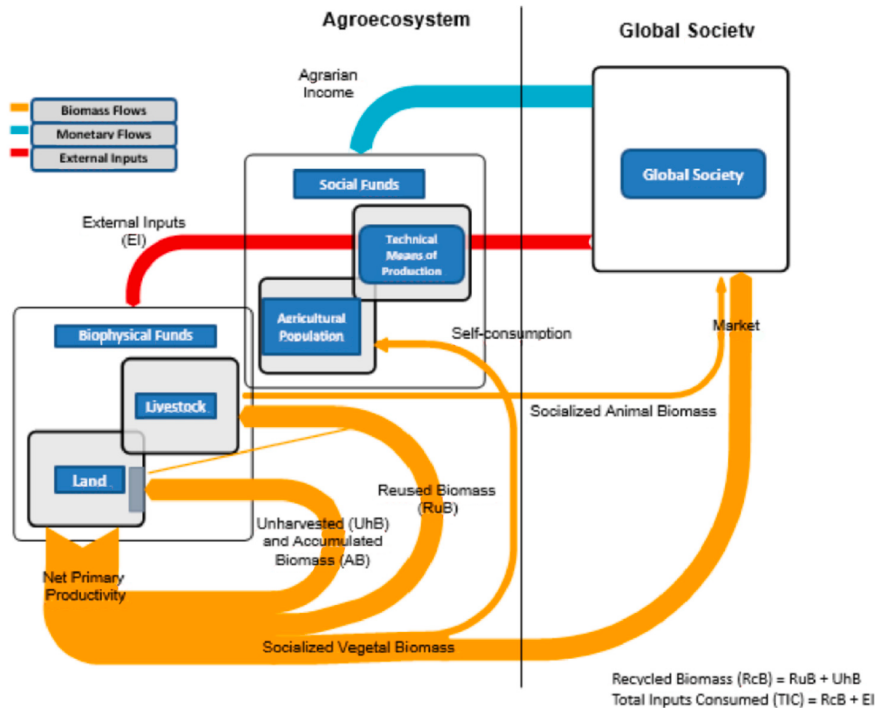 Agroecosystem
Global Society
Agrarian
Income
Biomass Flows
Monetary Flows
External Inputs
Social Funds
Global Society
External Inputs
(EI)
Technical
Means of
Production
Biophysical Funds
Agricultural
Population
Self-consumption
Market
Livestock
Socialized Animal Biomass
Land
Reused Biomass
(RuB)
Unharvested (UhB)
and Accumulated
Biomass (AB)
Net Primary
Productivity
Socialized Vegetal Biomass
Recycled Biomass (RcB) = RuB + UhB
Total Inputs Consumed (TIC) = RcB + EI